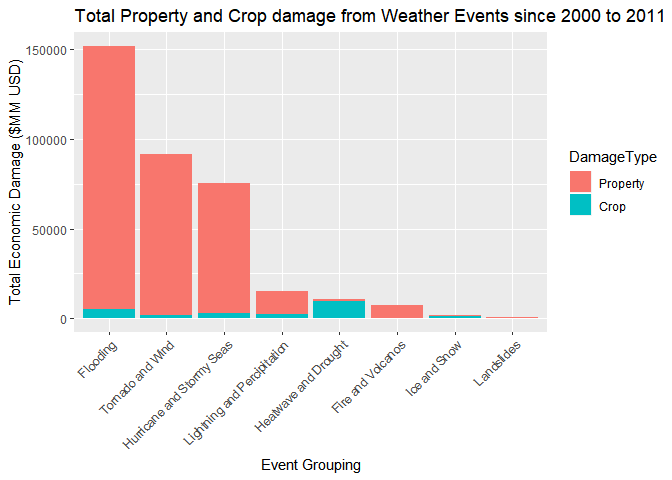 Total Property and Crop damage from Weather Events since 2000 to 2011
Total Economic Damage ($MM USD)
150000
100000
50000
0
Flooding
Tornado and Wind
Hurricane and Stormy Seas
Lightning and Percipitation
Heatwave and Drought
Fire and Volcanos
Ice and Snow
Landslides
Event Grouping
DamageType
Property
Crop